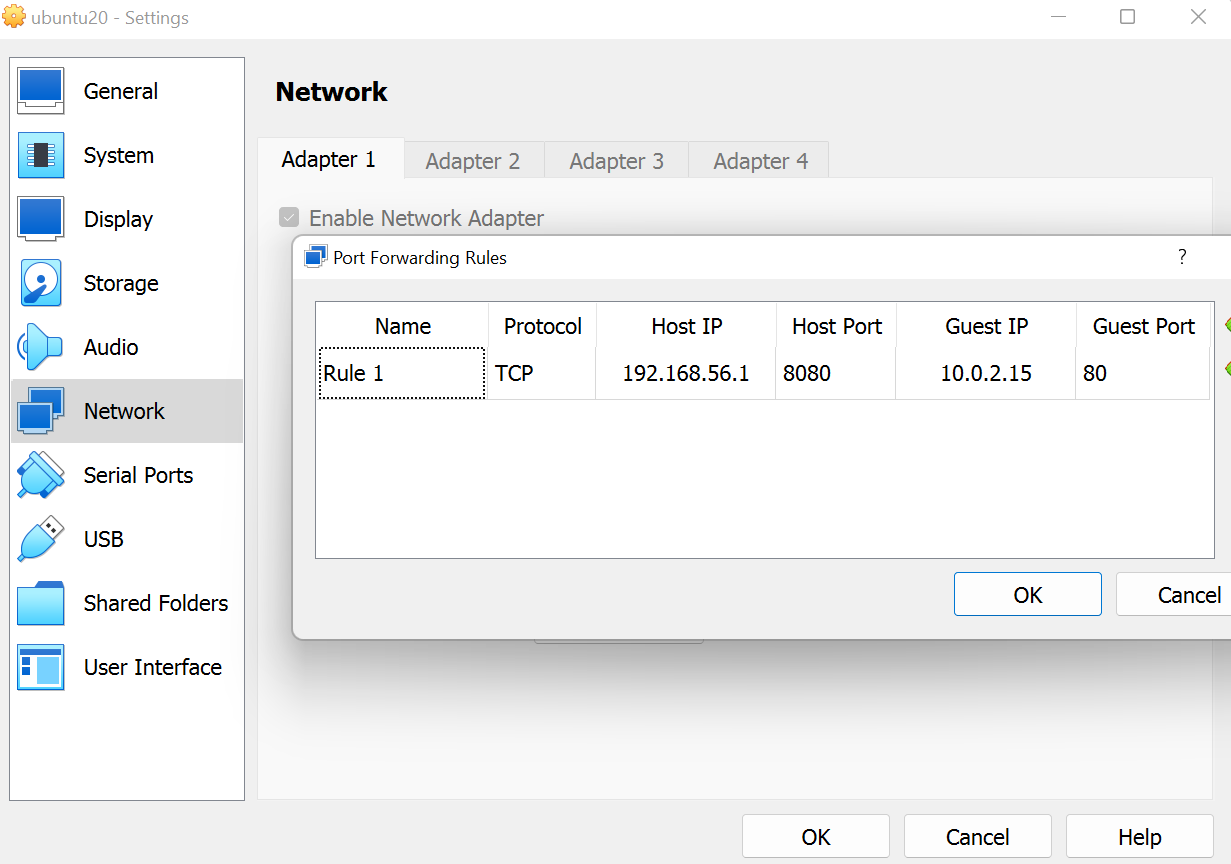 ubuntu20 - Settings
General
System
Display
Storage
Audio
Network
Serial Ports
USB
Shared Folders
User Interface
Network
Adapter 1 Adapter 2 Adapter 3 Adapter 4
Enable Network Adapter
Port Forwarding Rules ?
Name Protocol Host IP Host Port Guest IP Guest Port
Rule 1 TCP 192.168.56.1 8080 10.0.2.15 80
OK Cancel
OK Cancel Help